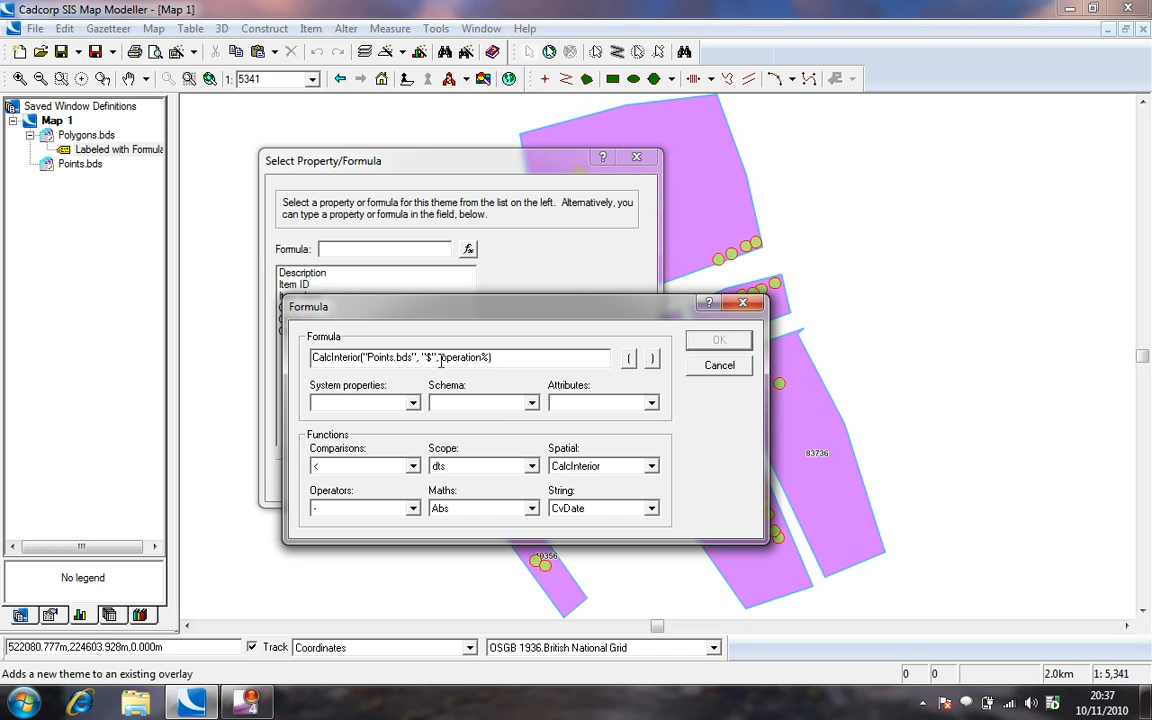 Cadcorp SIS Map Modeller - [Map 1]
File Edit Gazetteer Map Table 3D Construct Item Alter Measure Tools Window Help
1: 5341
Saved Window Definitions
Map 1
Polygons.bds
Labeled with Formula
Points.bds
Select Property/Formula
Select a property or formula for this theme from the list on the left. Alternatively, you
can type a property or formula in the field, below.
Formula:
Description
Item ID
Formula
Formula
CalcInterior("Points.bds", "$", operation%)
( )
OK
Cancel
System properties: Schema: Attributes:
Functions
Comparisons: Scope: Spatial:
< dts CalcInterior
Operators: Maths: String:
- Abs CvDate
83736
19356
No legend
522080.777m,224603.928m,0.000m Track Coordinates OSGB 1936.British National Grid
Adds a new theme to an existing overlay 0 0 2.0km 1: 5,341
4
20:37
10/11/2010